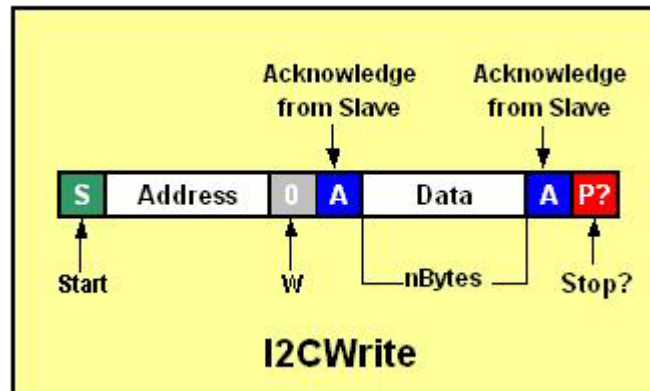 Acknowledge Acknowledge
from Slave from Slave
S Address 0 A Data A P?
Start W nBytes Stop?
I2CWrite